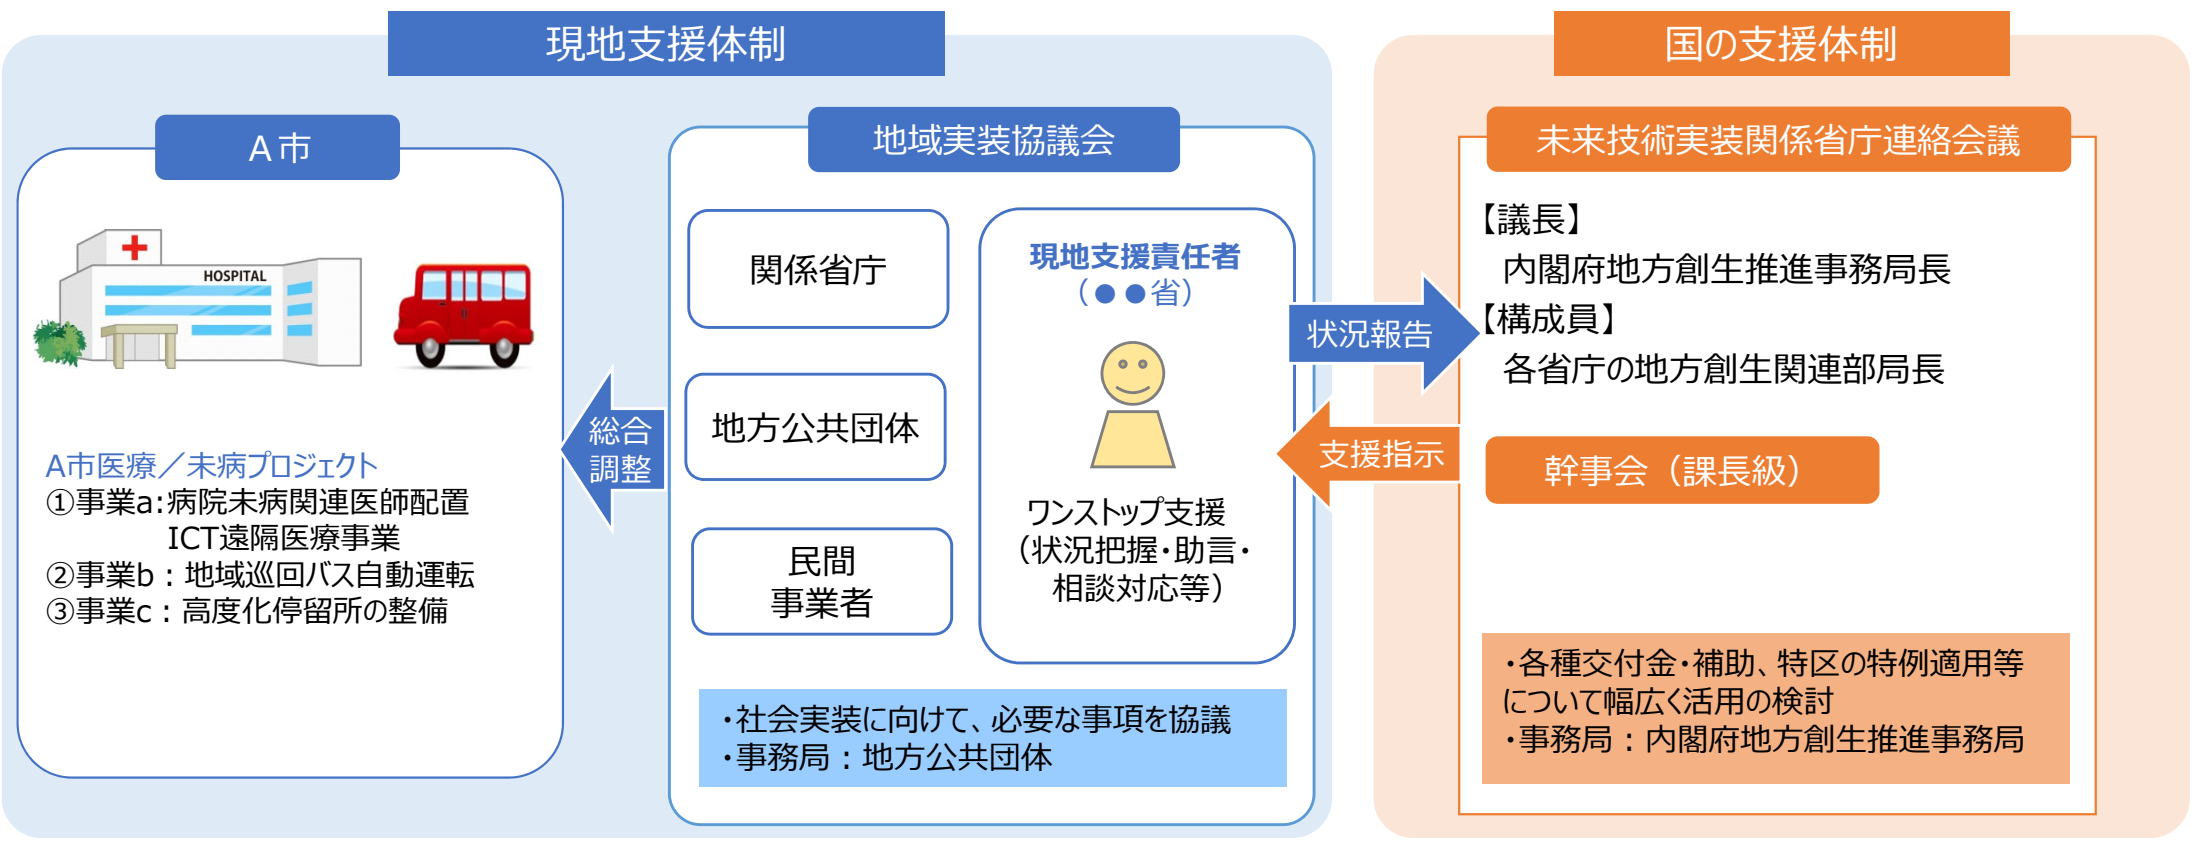 現地支援体制
国の支援体制
A市
HOSPITAL
A市医療／未病プロジェクト
①事業a:病院未病関連医師配置
ICT遠隔医療事業
②事業b：地域巡回バス自動運転
③事業c：高度化停留所の整備
総合
調整
地域実装協議会
関係省庁
地方公共団体
民間
事業者
現地支援責任者
（●●省）
ワンストップ支援
（状況把握・助言・
相談対応等）
・社会実装に向けて、必要な事項を協議
・事務局：地方公共団体
状況報告
支援指示
未来技術実装関係省庁連絡会議
【議長】
内閣府地方創生推進事務局長
【構成員】
各省庁の地方創生関連部局長
幹事会（課長級）
・各種交付金・補助、特区の特例適用等
について幅広く活用の検討
・事務局：内閣府地方創生推進事務局